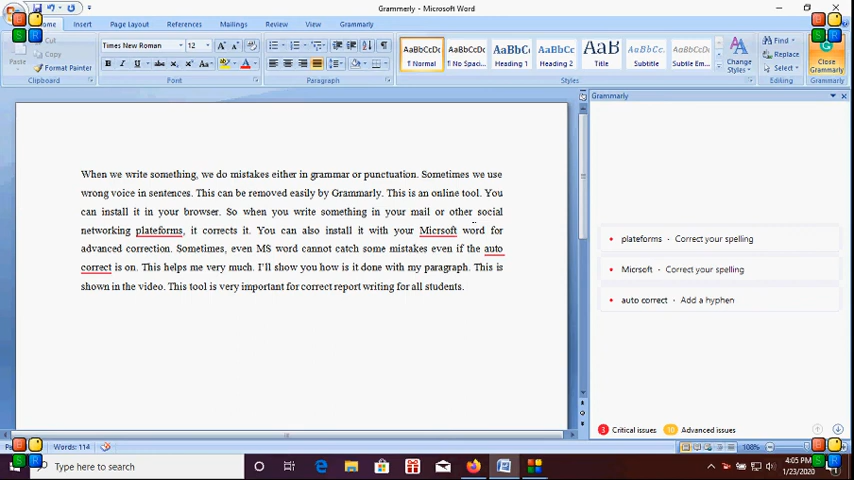 Grammerly - Microsoft Word
Home Insert Page Layout References Mailings Review View Grammarly
Cut
Copy
Paste
Format Painter
Clipboard
Times New Roman 12
Font
Paragraph
AaBbCcDc AaBbCcDc AaBbC AaBbCc AaB AaBbCc. AaBbCcDc
¶ Normal ¶ No Spaci... Heading 1 Heading 2 Title Subtitle Subtle Em...
Styles
Change Styles
Find
Replace
Select
Editing
Close Grammarly
Grammarly
Grammarly
When we write something, we do mistakes either in grammar or punctuation. Sometimes we use
wrong voice in sentences. This can be removed easily by Grammarly. This is an online tool. You
can install it in your browser. So when you write something in your mail or other social
networking plateforms, it corrects it. You can also install it with your Micrsoft word for
advanced correction. Sometimes, even MS word cannot catch some mistakes even if the auto
correct is on. This helps me very much. I'll show you how is it done with my paragraph. This is
shown in the video. This tool is very important for correct report writing for all students.
plateforms · Correct your spelling
Micrsoft · Correct your spelling
auto correct · Add a hyphen
3 Critical issues 10 Advanced issues
Words: 114
108%
Type here to search
4:05 PM
1/23/2020